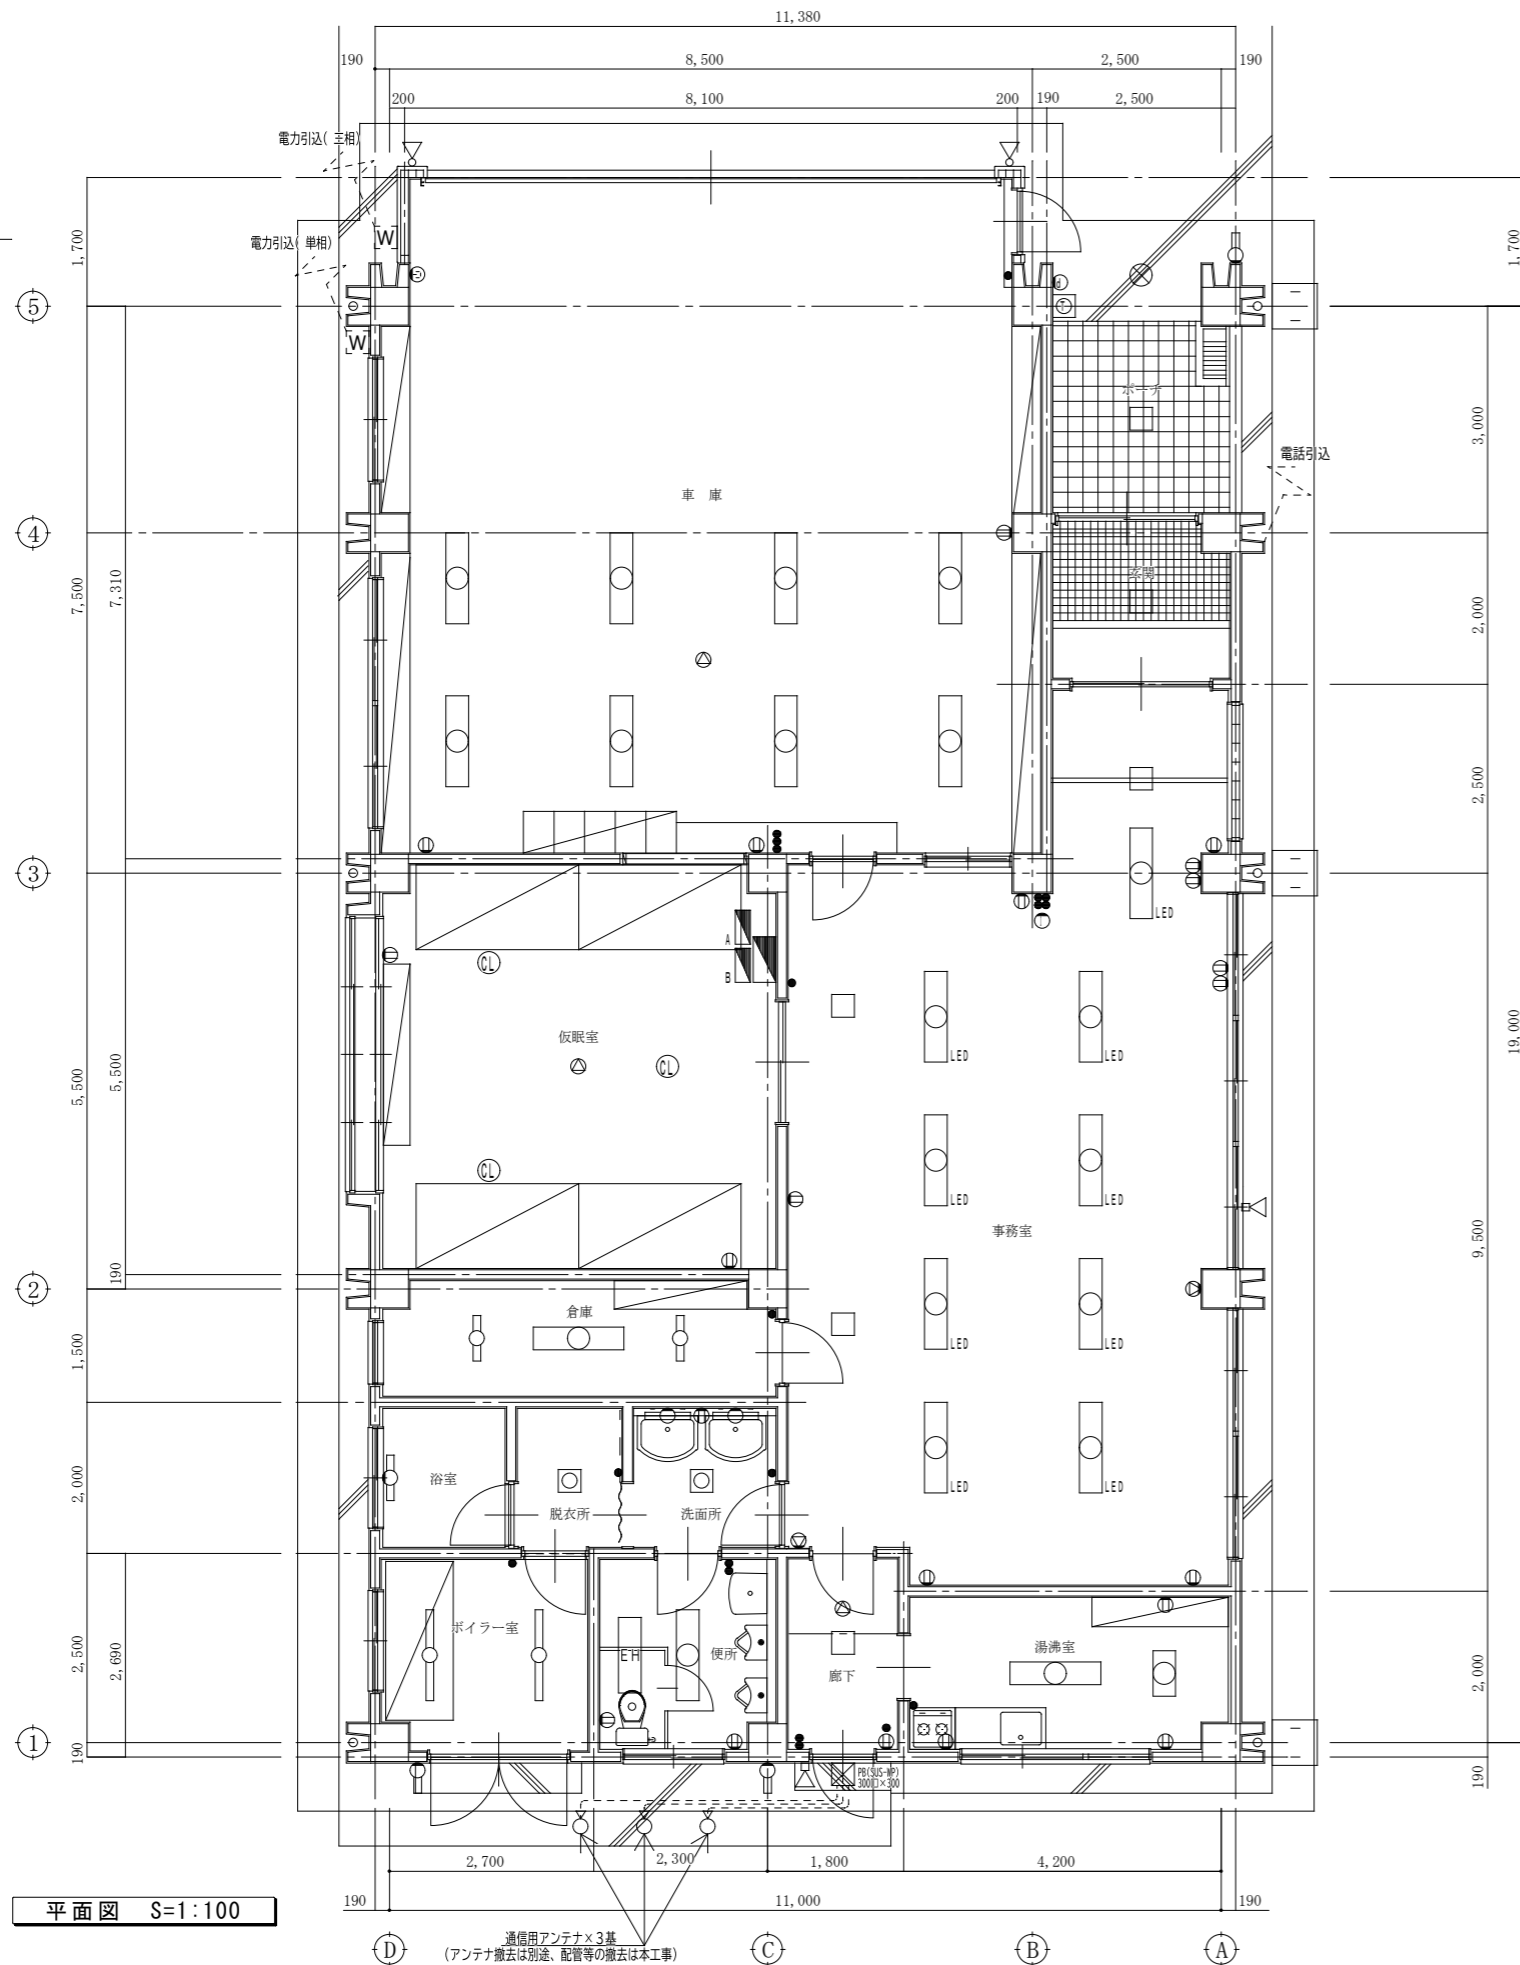 11,380
190
8,500
2,500
190
200
8,100
200
190
2,500
電力引込(三相)
W
電力引込(単相)
W
1,700
1,700
5
d
T
ポーチ
3,000
電話引込
車 庫
4
7,500
7,310
玄関
2,000
2,500
3
LED
A
B
CL
仮眠室
CL
CL
LED
LED
19,000
5,500
5,500
LED
LED
事務室
9,500
190
2
倉庫
LED
LED
1,500
2,000
浴室
脱衣所
洗面所
LED
LED
2,500
2,690
ボイラー室
EH
便所
廊下
湯沸室
2,000
1
190
PB(SUS-WP)
300□×300
190
2,700
2,300
1,800
4,200
190
11,000
190
平面図 S=1:100
通信用アンテナ×3基
(アンテナ撤去は別途、配管等の撤去は本工事)
D
C
B
A